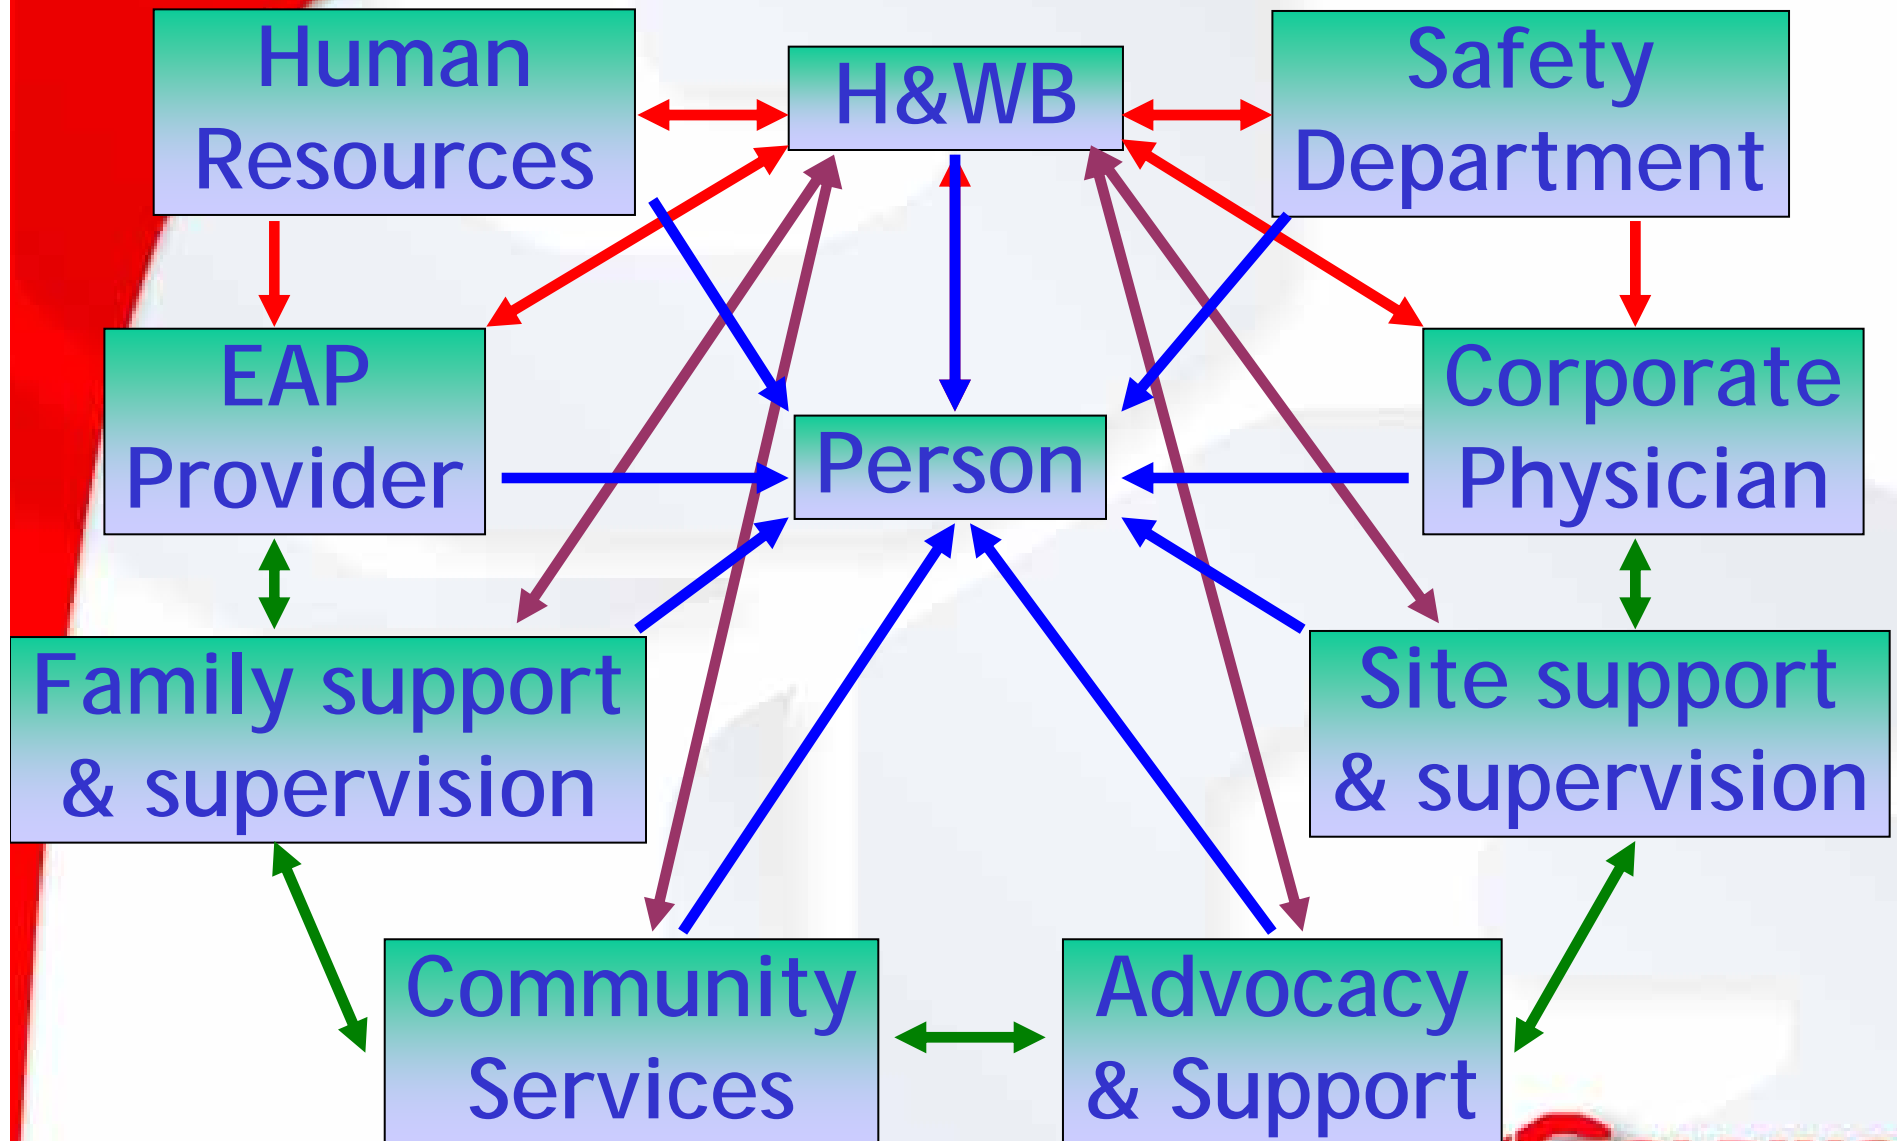 Human
Resources
H&WB
Safety
Department
EAP
Provider
Person
Corporate
Physician
Family support
& supervision
Site support
& supervision
Community
Services
Advocacy
& Support